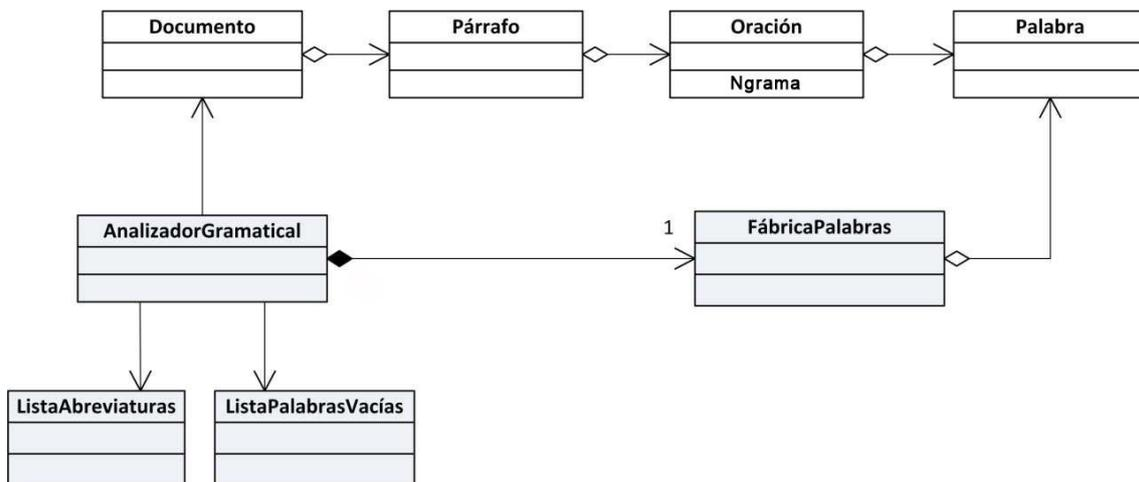 Documento
Párrafo
Oración
Palabra
Ngrama
AnalizadorGramatical
1
FábricaPalabras
ListaAbreviaturas
ListaPalabrasVacías